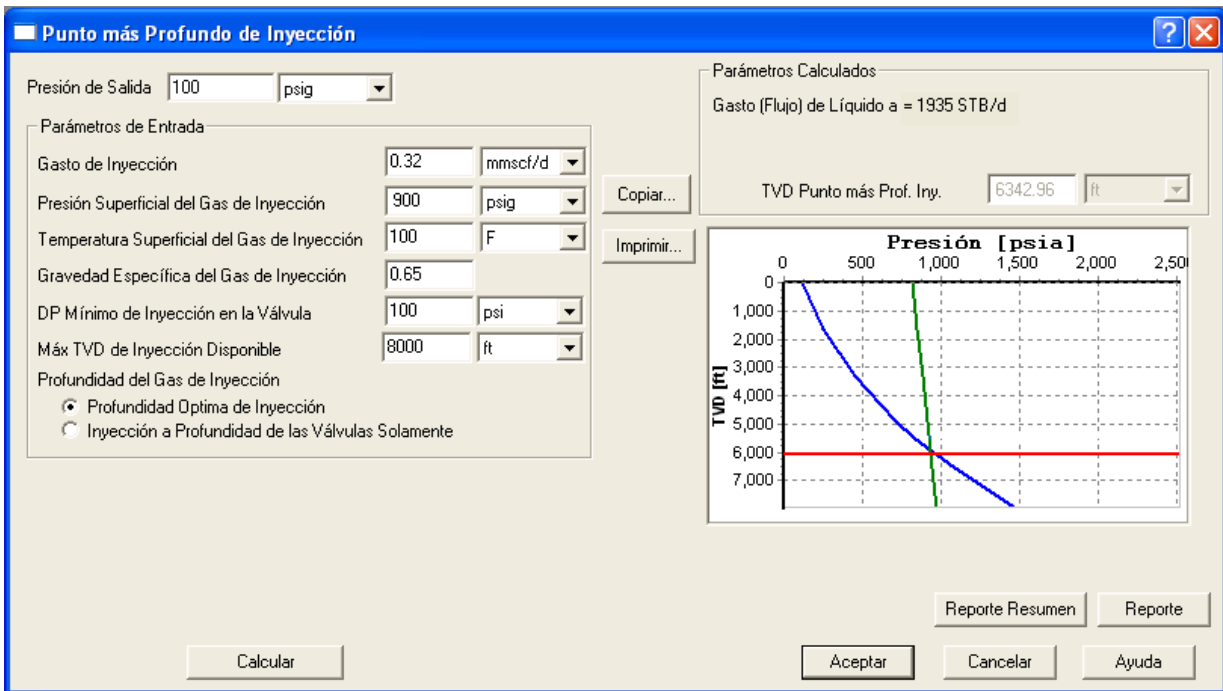 Punto más Profundo de Inyección
Presión de Salida 100 psig
Parámetros de Entrada
Gasto de Inyección 0.32 mmscf/d
Presión Superficial del Gas de Inyección 900 psig
Temperatura Superficial del Gas de Inyección 100 F
Gravedad Específica del Gas de Inyección 0.65
DP Mínimo de Inyección en la Válvula 100 psi
Máx TVD de Inyección Disponible 8000 ft
Profundidad del Gas de Inyección
Profundidad Optima de Inyección
Inyección a Profundidad de las Válvulas Solamente
Copiar...
Imprimir...
Parámetros Calculados
Gasto (Flujo) de Líquido a = 1935 STB/d
TVD Punto más Prof. Iny. 6342.96 ft
Presión [psia]
0 500 1,000 1,500 2,000 2,50
TVD [ft]
0
1,000
2,000
3,000
4,000
5,000
6,000
7,000
Reporte Resumen Reporte
Calcular Aceptar Cancelar Ayuda